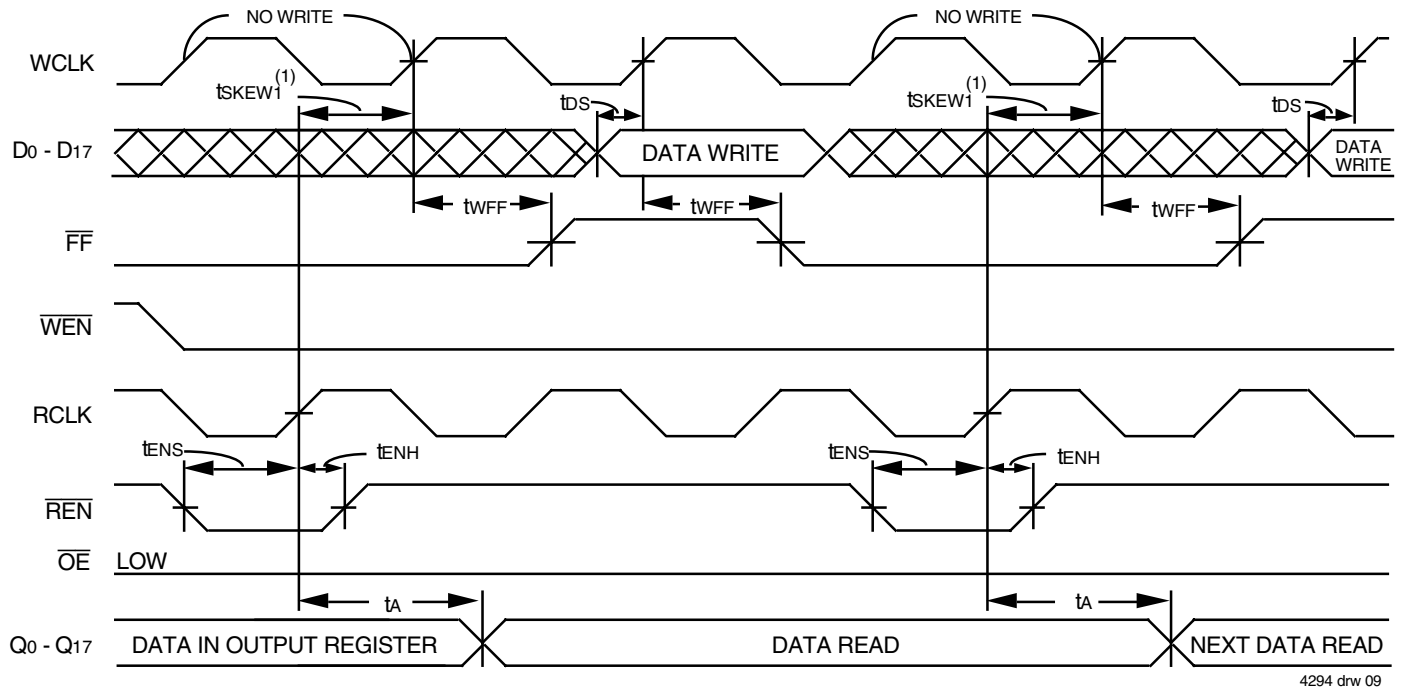 NO WRITE
NO WRITE
WCLK
tSKEW1(1)
tDS
tSKEW1(1)
tDS
D0 - D17
DATA WRITE
DATA WRITE
tWFF
tWFF
tWFF
FF
WEN
RCLK
tENS
tENH
tENS
tENH
REN
OE
LOW
tA
tA
Q0 - Q17
DATA IN OUTPUT REGISTER
DATA READ
NEXT DATA READ
4294 drw 09